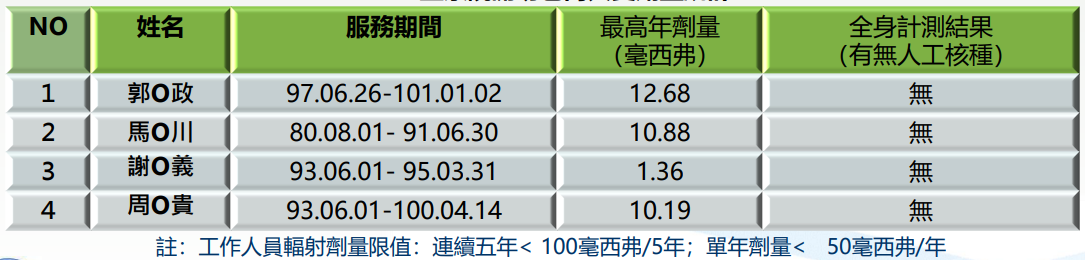 NO 姓名 服務期間 最高年劑量 全身計測結果
(毫西弗) (有無人工核種)
1 郭O政 97.06.26-101.01.02 12.68 無
2 馬O川 80.08.01- 91.06.30 10.88 無
3 謝O義 93.06.01- 95.03.31 1.36 無
4 周O貴 93.06.01-100.04.14 10.19 無
註：工作人員輻射劑量限值：連續五年< 100毫西弗/5年；單年劑量< 50毫西弗/年